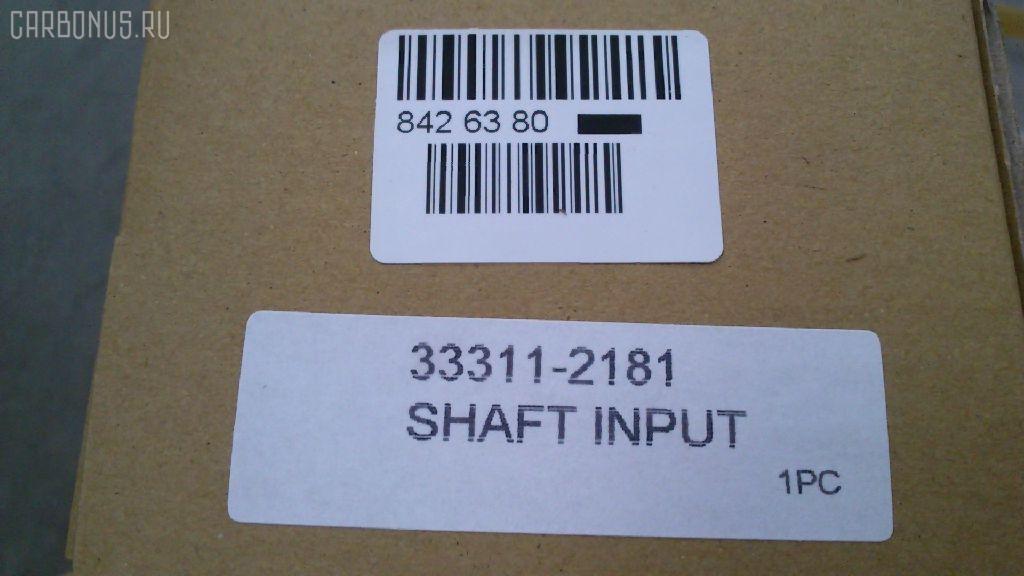 CARBONUS.RU
842 63 80
33311-2181
SHAFT INPUT
1PC